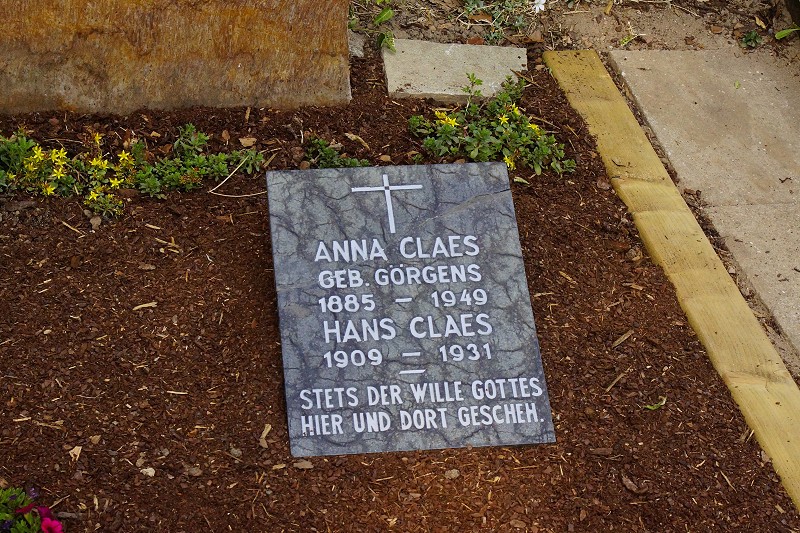 ANNA CLAES
GEB. GÖRGENS
1885 – 1949
HANS CLAES
1909 – 1931
–
STETS DER WILLE GOTTES
HIER UND DORT GESCHEH.